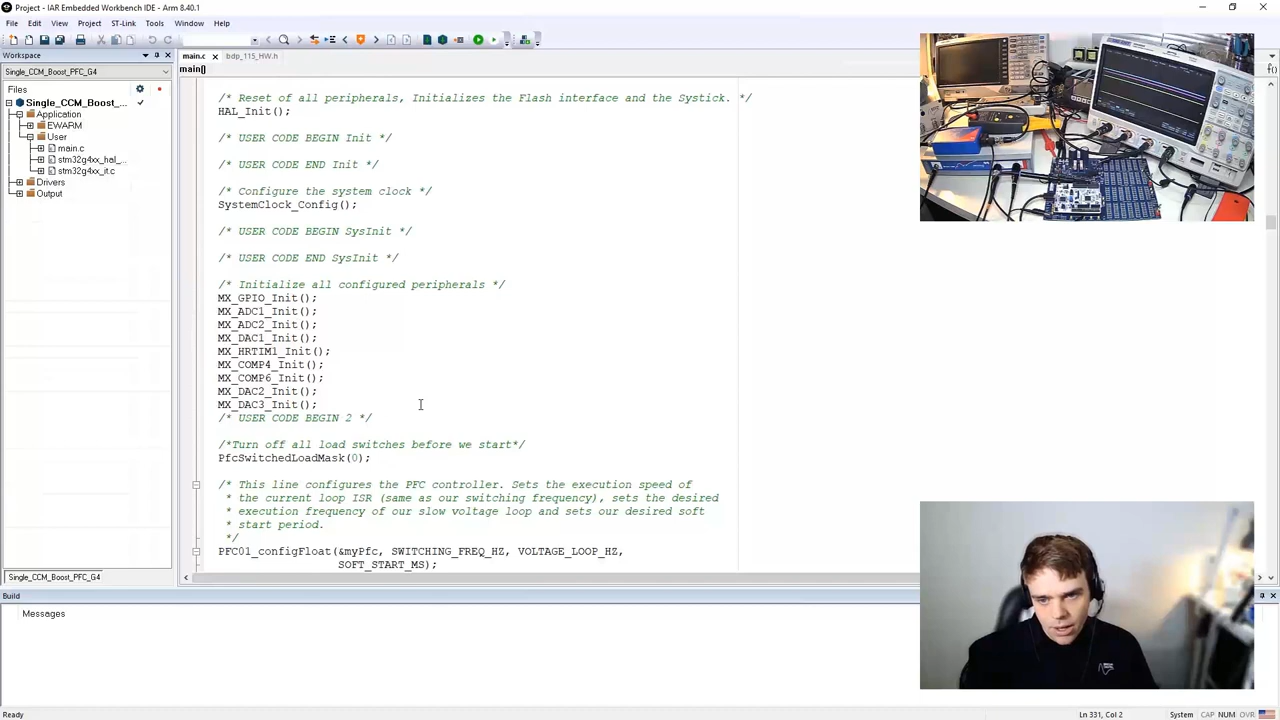 Project - IAR Embedded Workbench IDE - Arm 8.40.1
File Edit View Project ST-Link Tools Window Help
Workspace
Single_CCM_Boost_PFC_G4
Files
Single_CCM_Boost_...
Application
EWARM
User
main.c
stm32g4xx_hal_...
stm32g4xx_it.c
Drivers
Output
Single_CCM_Boost_PFC_G4
main.c
bdp_115_HW.h
main()
f()
/* Reset of all peripherals, Initializes the Flash interface and the Systick. */
HAL_Init();
/* USER CODE BEGIN Init */
/* USER CODE END Init */
/* Configure the system clock */
SystemClock_Config();
/* USER CODE BEGIN SysInit */
/* USER CODE END SysInit */
/* Initialize all configured peripherals */
MX_GPIO_Init();
MX_ADC1_Init();
MX_ADC2_Init();
MX_DAC1_Init();
MX_HRTIM1_Init();
MX_COMP4_Init();
MX_COMP6_Init();
MX_DAC2_Init();
MX_DAC3_Init();
/* USER CODE BEGIN 2 */
/*Turn off all load switches before we start*/
PfcSwitchedLoadMask(0);
/* This line configures the PFC controller. Sets the execution speed of
* the current loop ISR (same as our switching frequency), sets the desired
* execution frequency of our slow voltage loop and sets our desired soft
* start period.
*/
PFC01_configFloat(&myPfc, SWITCHING_FREQ_HZ, VOLTAGE_LOOP_HZ,
SOFT_START_MS);
Build
Messages
Ready
Ln 331, Col 2
System
CAP NUM OVR